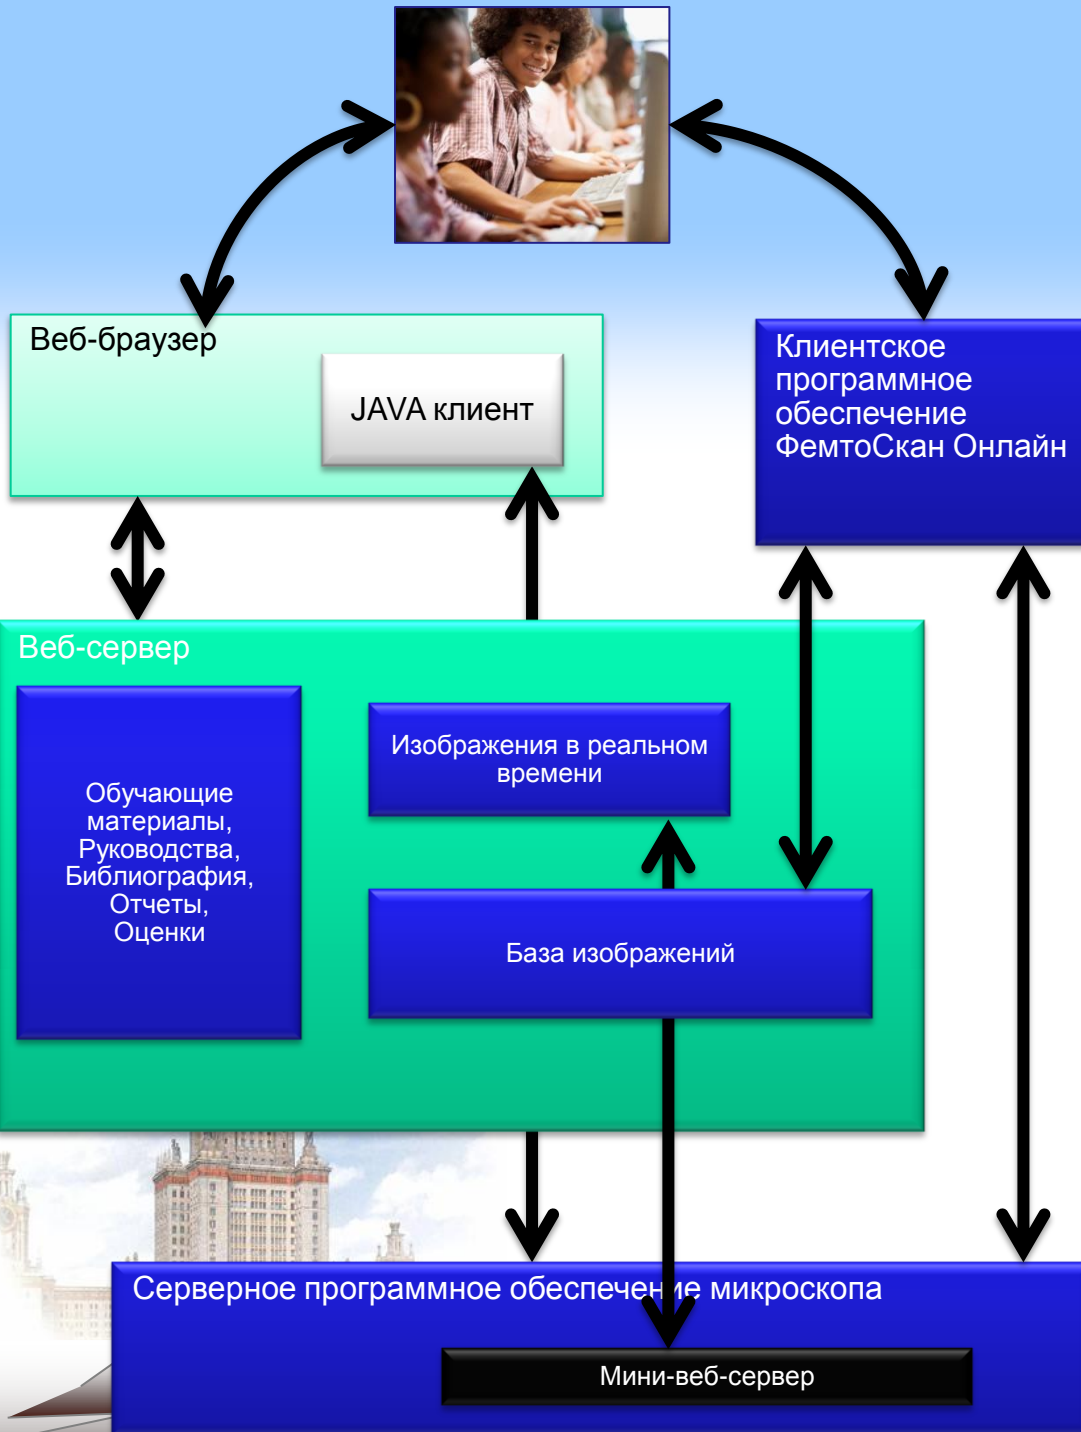 Веб-браузер
JAVA клиент
Клиентское
программное
обеспечение
ФемтоСкан Онлайн
Веб-сервер
Обучающие
материалы,
Руководства,
Библиография,
Отчеты,
Оценки
Изображения в реальном
времени
База изображений
Серверное программное обеспечение микроскопа
Мини-веб-сервер